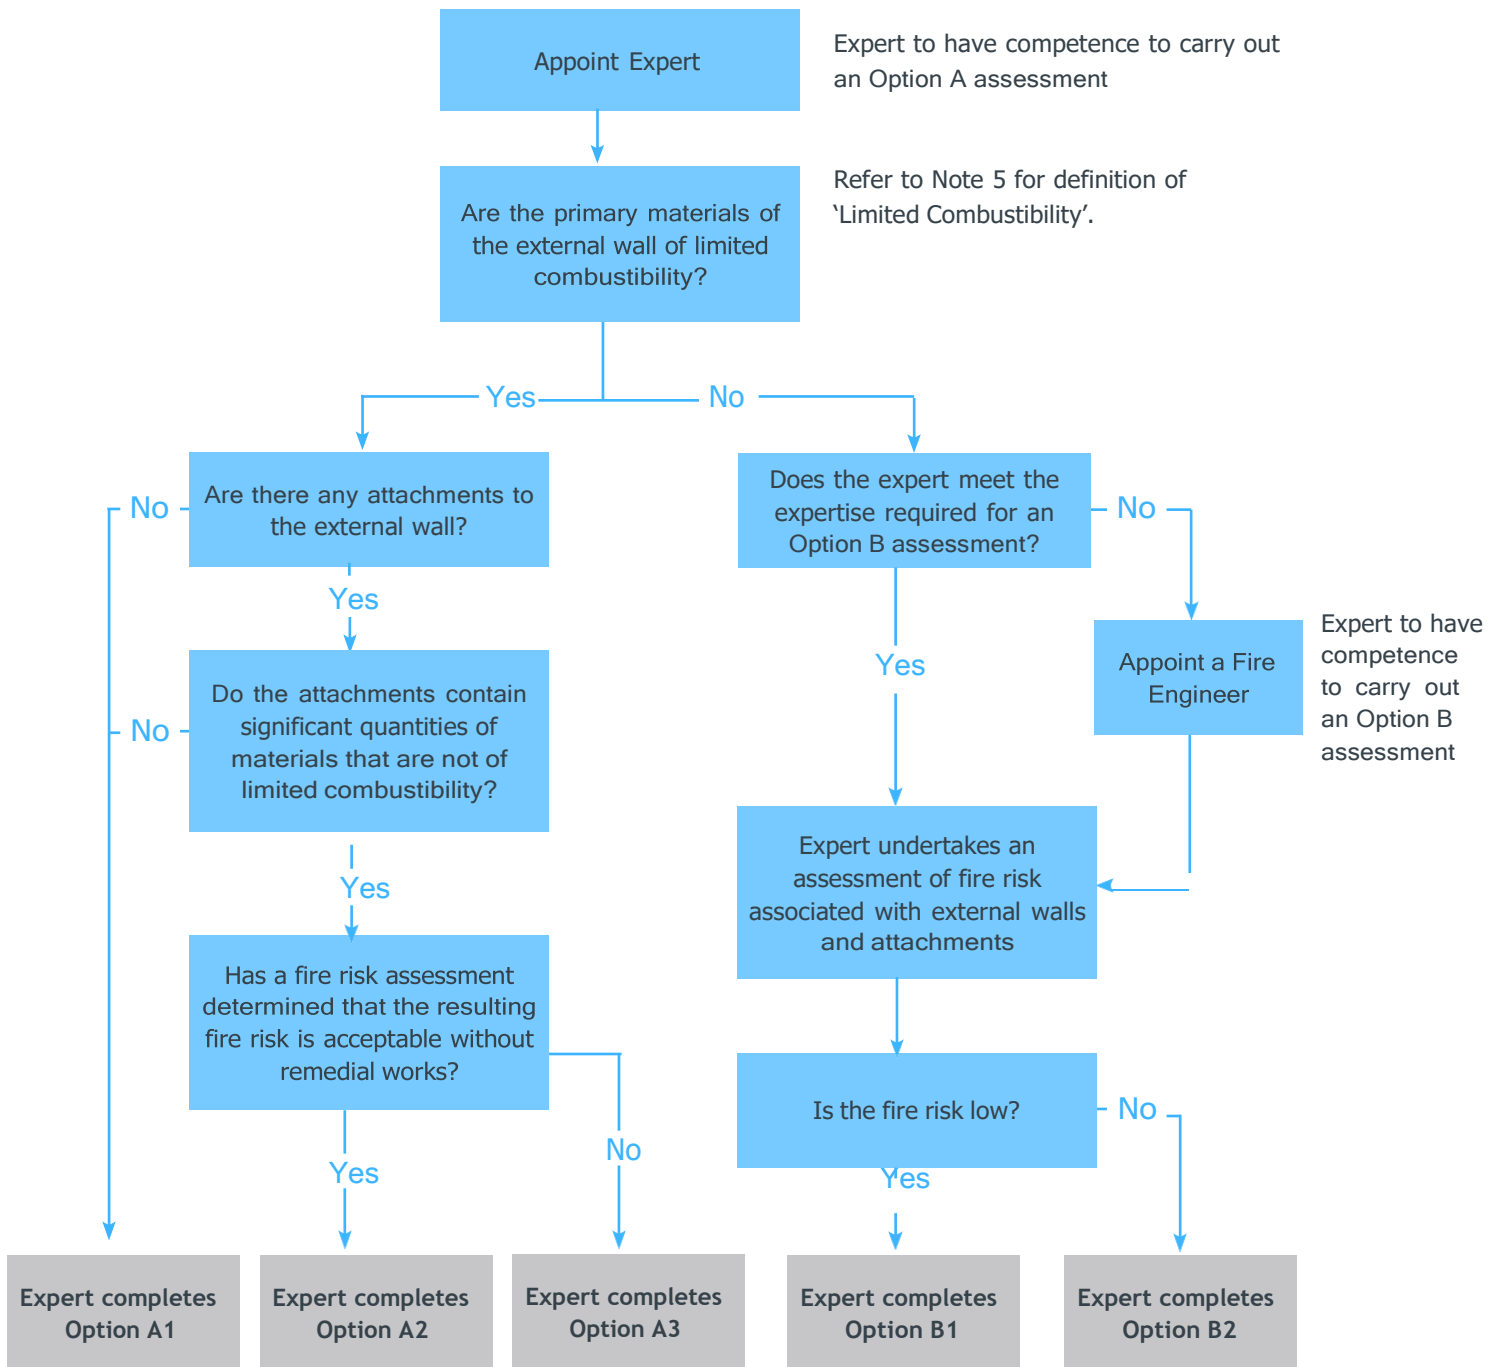 Appoint Expert
Expert to have competence to carry out
an Option A assessment
Are the primary materials of
the external wall of limited
combustibility?
Refer to Note 5 for definition of
‘Limited Combustibility’.
Yes
No
No
Are there any attachments to
the external wall?
Does the expert meet the
expertise required for an
Option B assessment?
No
Yes
Yes
Appoint a Fire
Engineer
Expert to have
competence
to carry out
an Option B
assessment
No
Do the attachments contain
significant quantities of
materials that are not of
limited combustibility?
Yes
Expert undertakes an
assessment of fire risk
associated with external walls
and attachments
Has a fire risk assessment
determined that the resulting
fire risk is acceptable without
remedial works?
Is the fire risk low?
No
Yes
No
Yes
Expert completes
Option A1
Expert completes
Option A2
Expert completes
Option A3
Expert completes
Option B1
Expert completes
Option B2